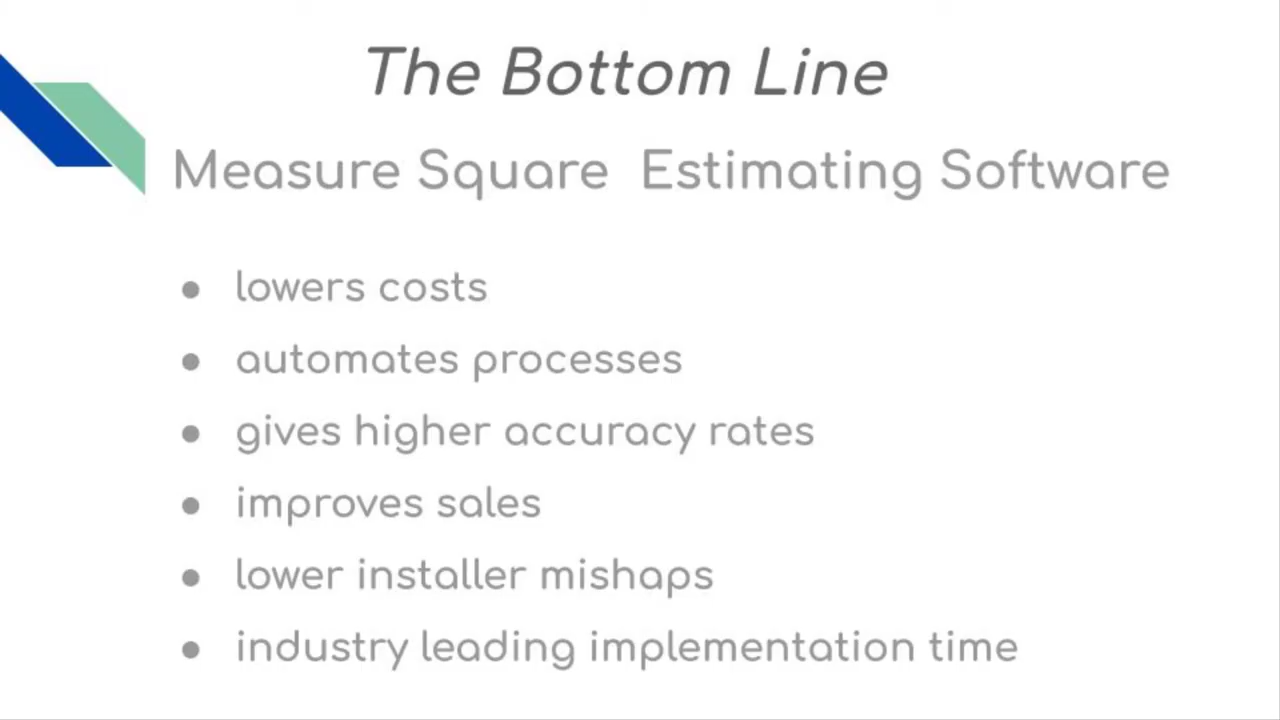 The Bottom Line
Measure Square Estimating Software
● lowers costs
● automates processes
● gives higher accuracy rates
● improves sales
● lower installer mishaps
● industry leading implementation time